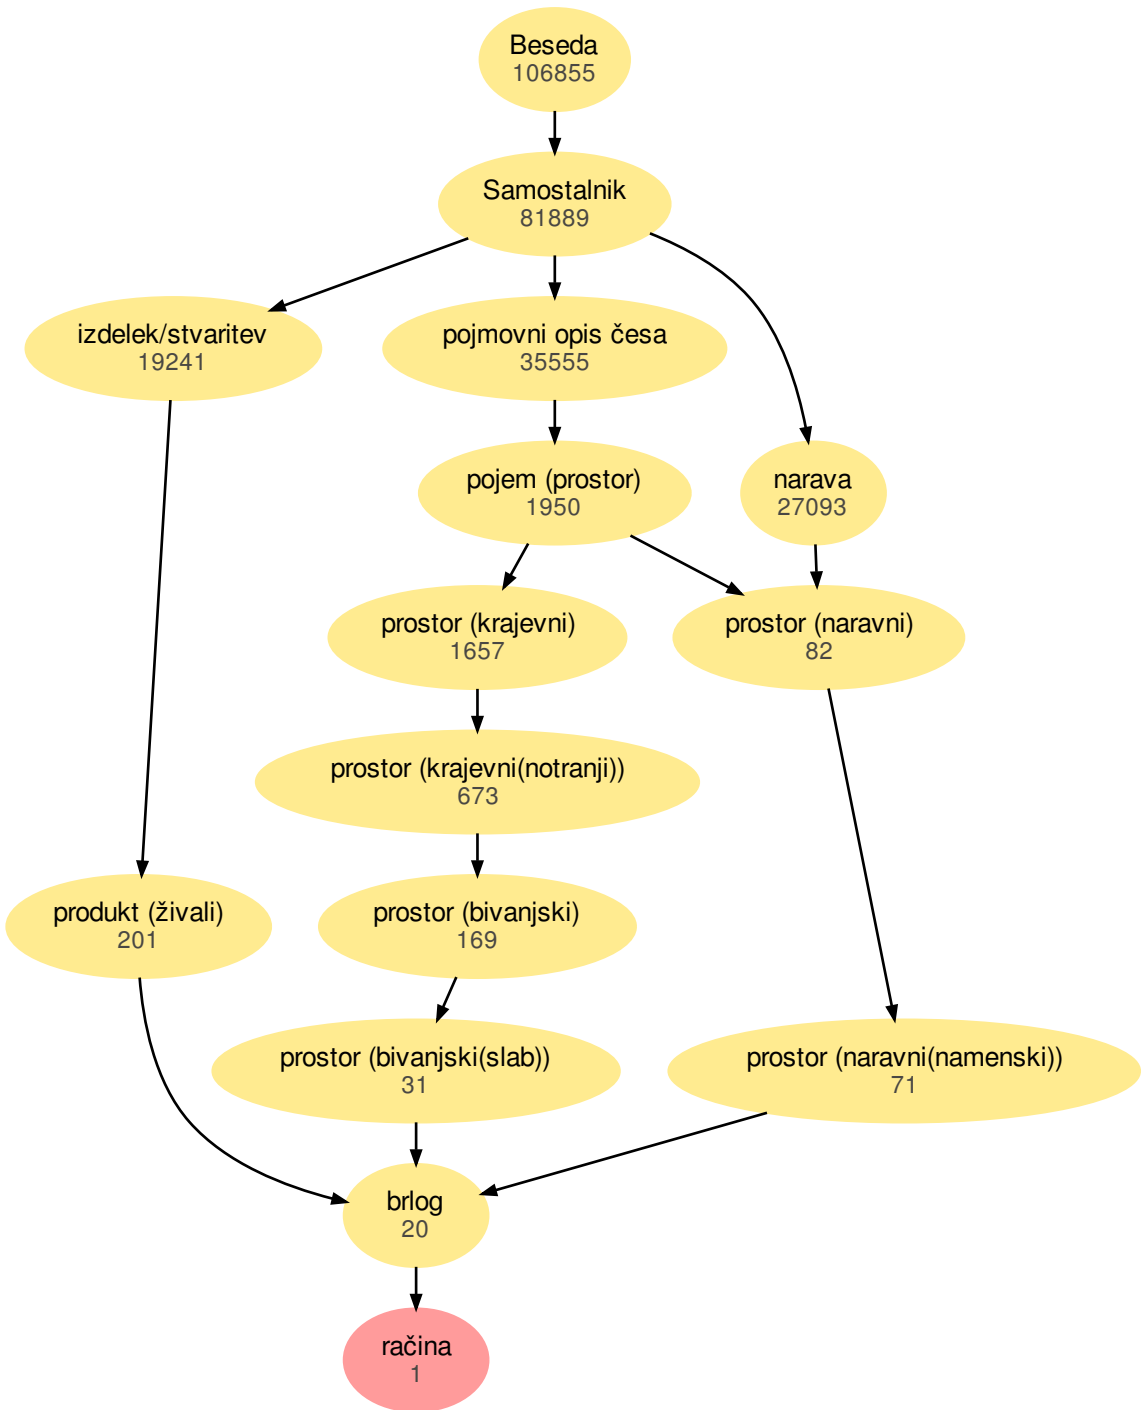 Beseda
106855
Samostalnik
81889
izdelek/stvaritev
19241
pojmovni opis česa
35555
pojem (prostor)
1950
narava
27093
prostor (krajevni)
1657
prostor (naravni)
82
prostor (krajevni(notranji))
673
produkt (živali)
201
prostor (bivanjski)
169
prostor (bivanjski(slab))
31
prostor (naravni(namenski))
71
brlog
20
račina
1